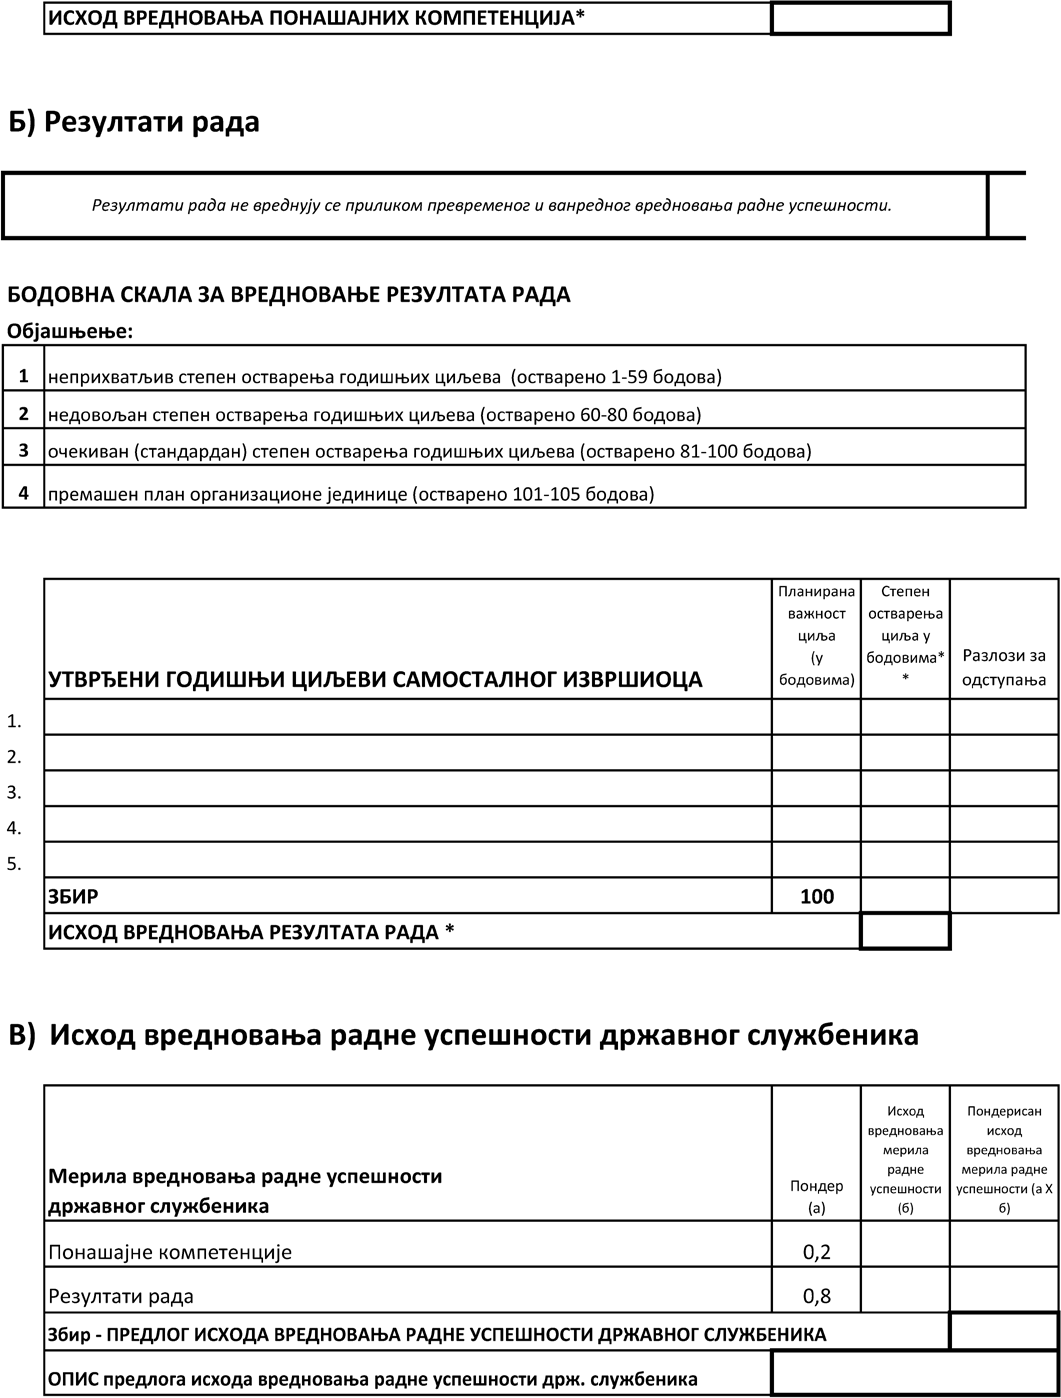 ИСХОД ВРЕДНОВАЊА ПОНАШАЈНИХ КОМПЕТЕНЦИЈА*
Б) Резултати рада
Резултати рада не вреднују се приликом превременог и ванредног вредновања радне успешности.
БОДОВНА СКАЛА ЗА ВРЕДНОВАЊЕ РЕЗУЛТАТА РАДА
Објашњење:
1 неприхватљив степен остварења годишњих циљева (остварено 1-59 бодова)
2 недовољан степен остварења годишњих циљева (остварено 60-80 бодова)
3 очекиван (стандардан) степен остварења годишњих циљева (остварено 81-100 бодова)
4 премашен план организационе јединице (остварено 101-105 бодова)
УТВРЂЕНИ ГОДИШЊИ ЦИЉЕВИ САМОСТАЛНОГ ИЗВРШИОЦА
Планирана
важност
циља
(у
бодовима)
Степен
остварења
циља у
бодовима*
*
Разлози за
одступања
1.
2.
3.
4.
5.
ЗБИР 100
ИСХОД ВРЕДНОВАЊА РЕЗУЛТАТА РАДА *
В) Исход вредновања радне успешности државног службеника
Мерила вредновања радне успешности
државног службеника
Пондер
(а)
Исход
вредновања
мерила
радне
успешности
(б)
Пондерисан
исход
вредновања
мерила радне
успешности (а X
б)
Понашајне компетенције 0,2
Резултати рада 0,8
Збир - ПРЕДЛОГ ИСХОДА ВРЕДНОВАЊА РАДНЕ УСПЕШНОСТИ ДРЖАВНОГ СЛУЖБЕНИКА
ОПИС предлога исхода вредновања радне успешности држ. службеника